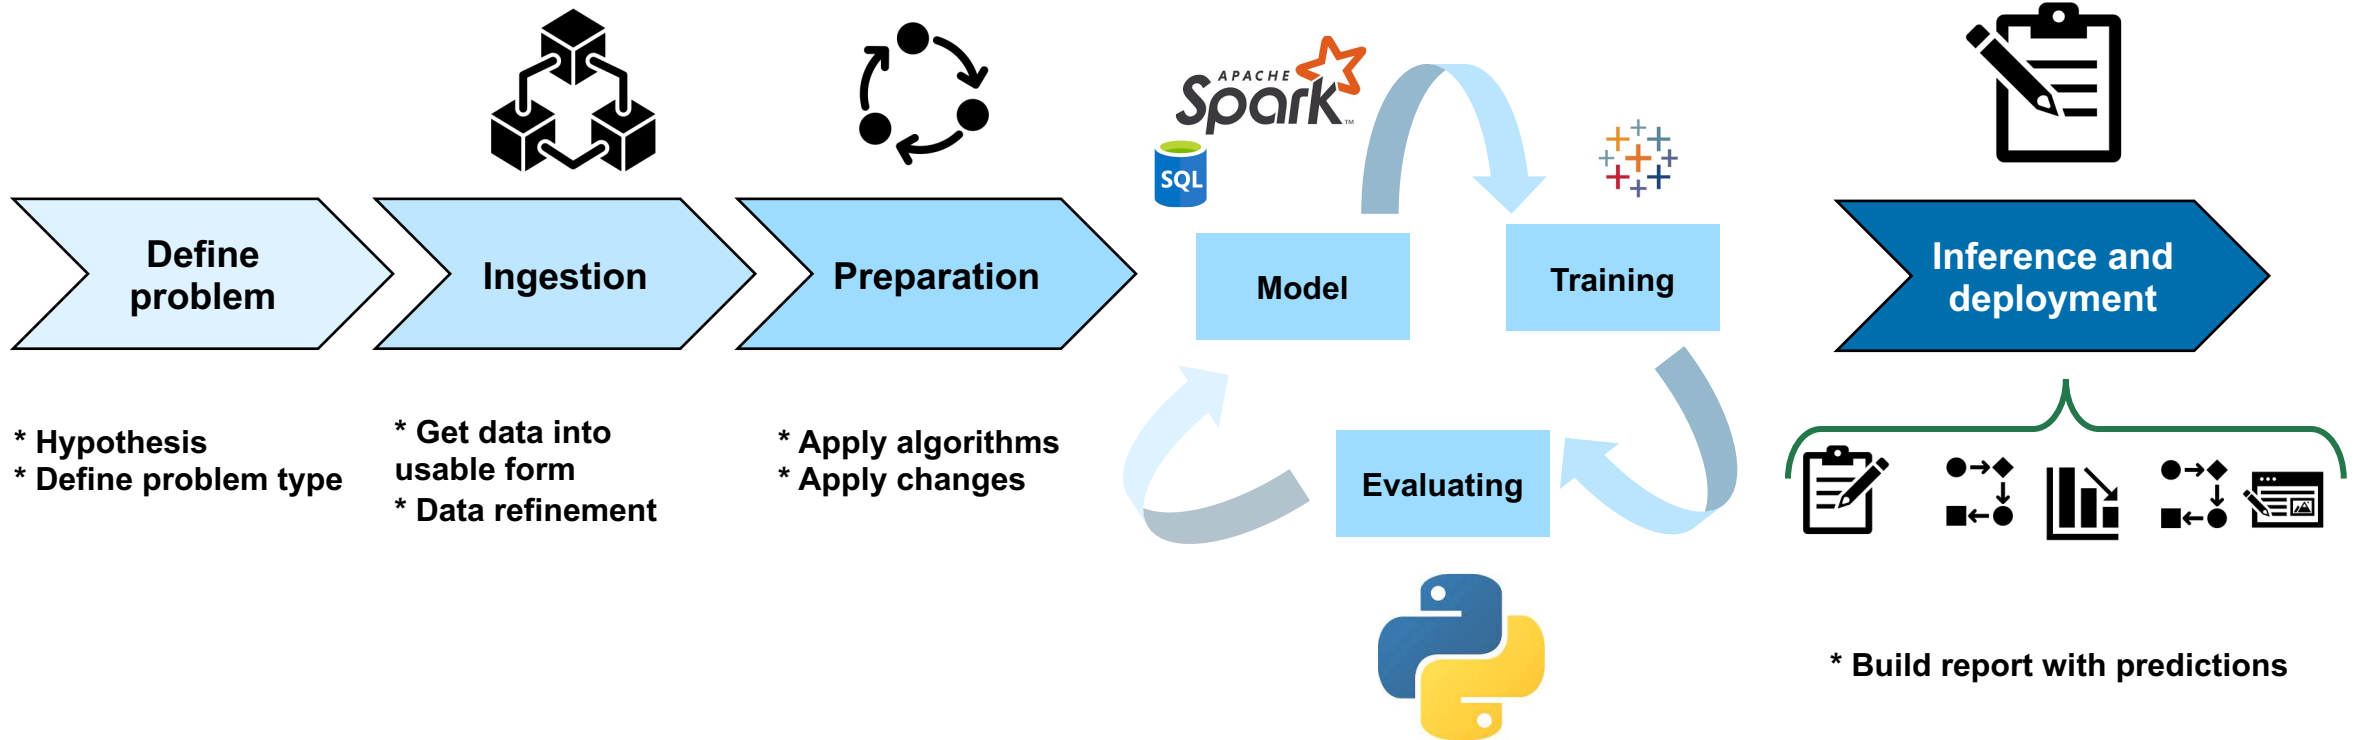 APACHE
Spark™
SQL
Define
problem
Ingestion
Preparation
Model
Training
Inference and
deployment
* Hypothesis
* Define problem type
* Get data into
usable form
* Data refinement
* Apply algorithms
* Apply changes
Evaluating
* Build report with predictions